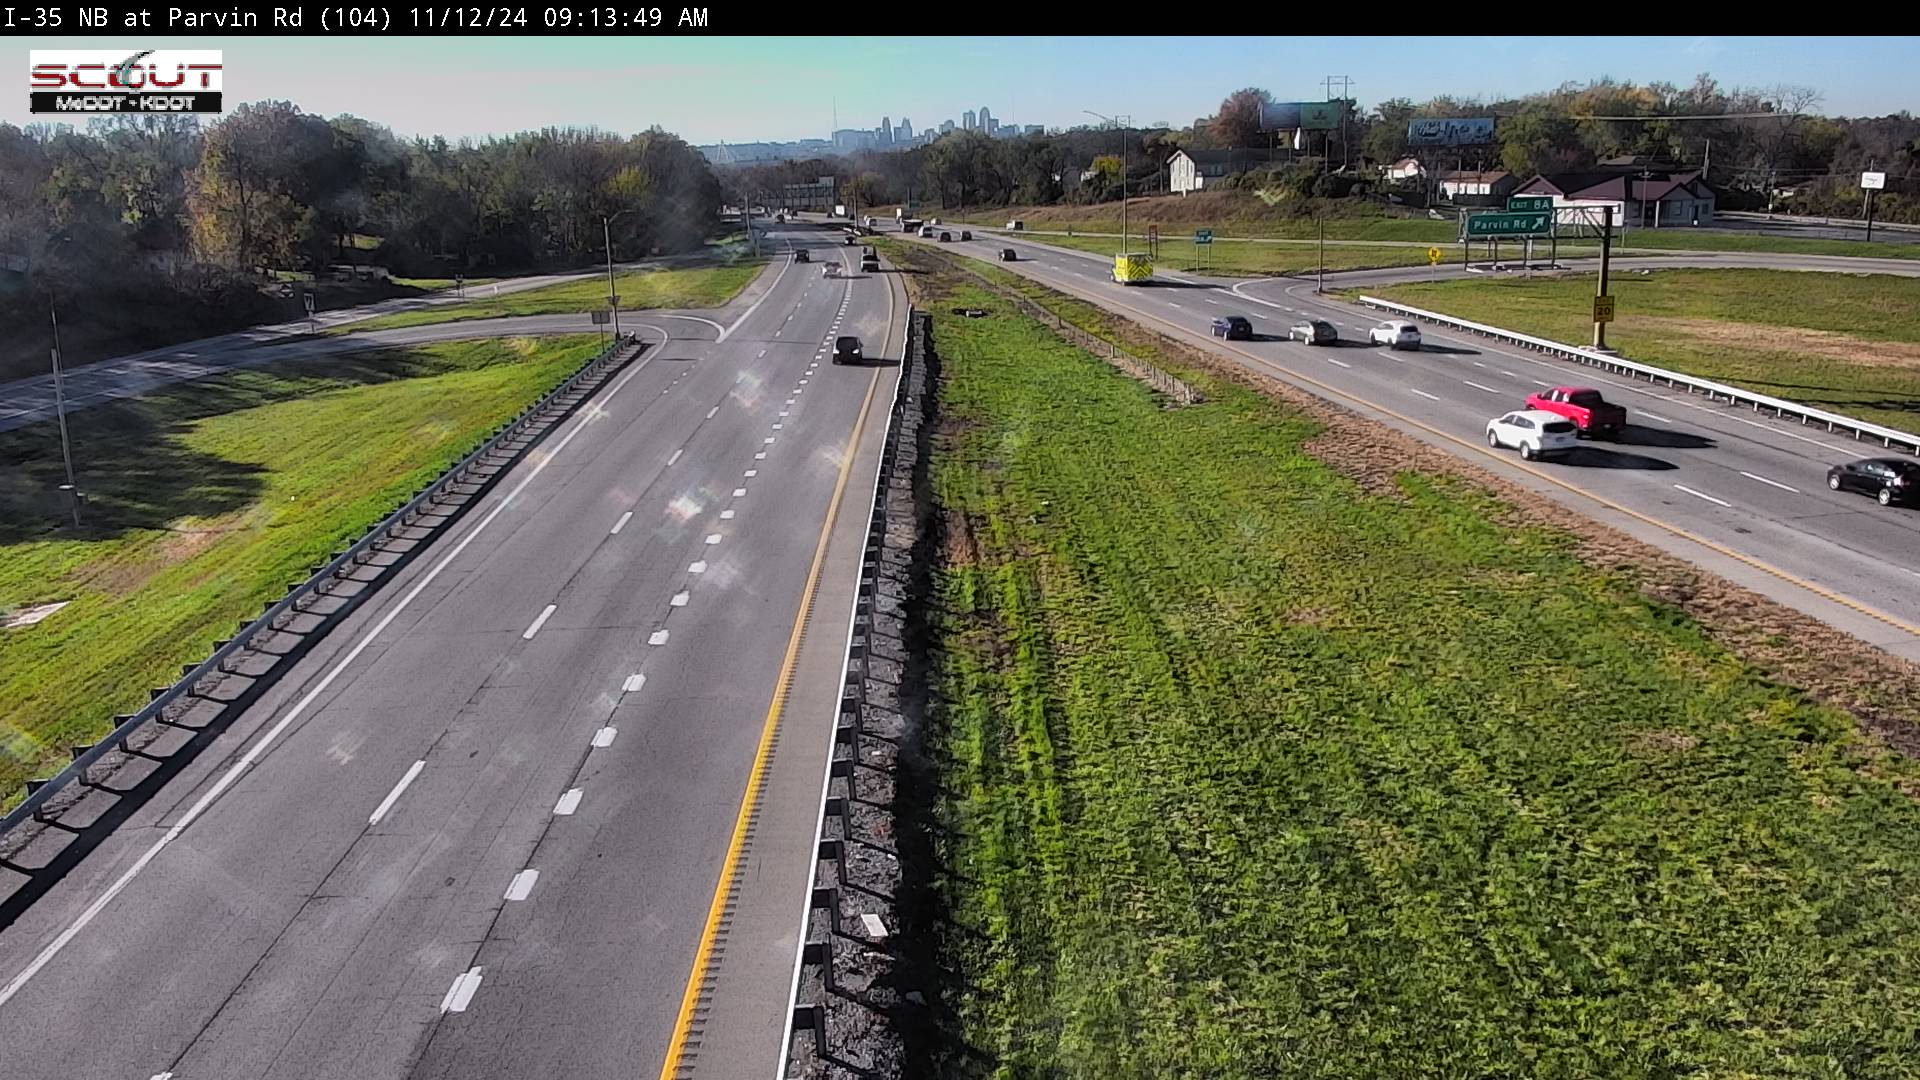 I-35 NB at Parvin Rd (104) 11/12/24 09:13:49 AM
SCOUT
MoDOT - KDOT
EXIT 8A
Parvin Rd
20